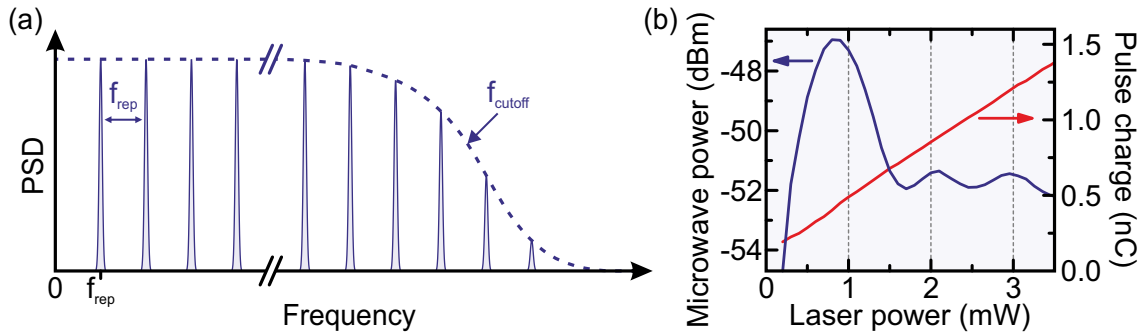 (a)
PSD
f_rep
f_cutoff
0
f_rep
Frequency
(b)
Microwave power (dBm)
-48
-50
-52
-54
Pulse charge (nC)
1.5
1.0
0.5
0.0
0
1
2
3
Laser power (mW)